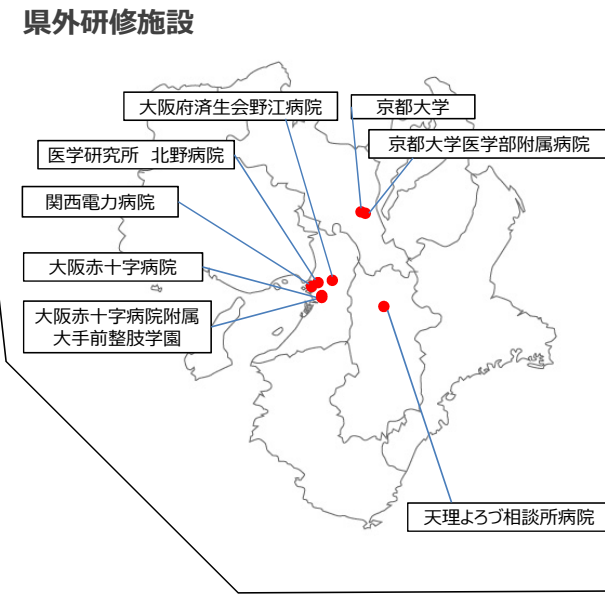 県外研修施設
大阪府済生会野江病院
京都大学
京都大学医学部附属病院
医学研究所 北野病院
関西電力病院
大阪赤十字病院
大阪赤十字病院附属
大手前整肢学園
天理よろづ相談所病院